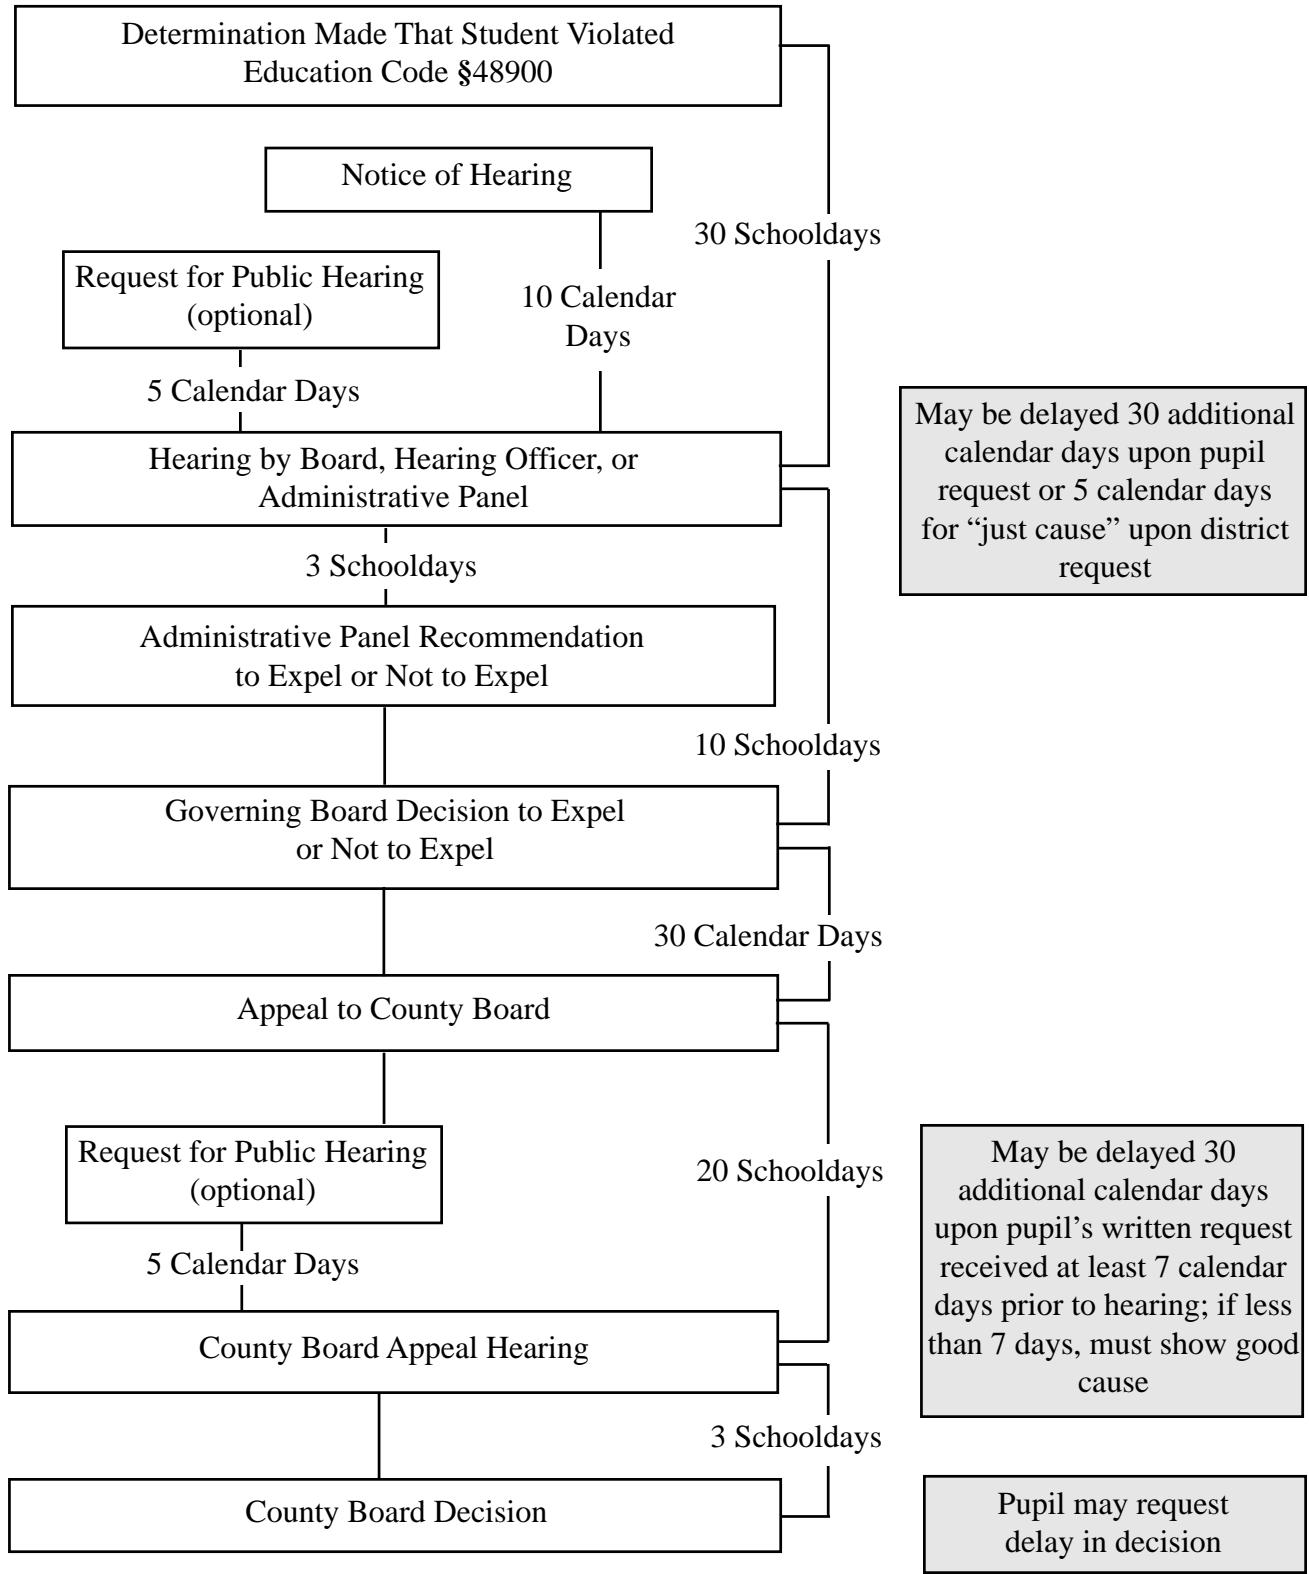 Determination Made That Student Violated
Education Code §48900
Notice of Hearing
30 Schooldays
Request for Public Hearing
(optional)
10 Calendar
Days
5 Calendar Days
Hearing by Board, Hearing Officer, or
Administrative Panel
May be delayed 30 additional
calendar days upon pupil
request or 5 calendar days
for “just cause” upon district
request
3 Schooldays
Administrative Panel Recommendation
to Expel or Not to Expel
10 Schooldays
Governing Board Decision to Expel
or Not to Expel
30 Calendar Days
Appeal to County Board
Request for Public Hearing
(optional)
20 Schooldays
May be delayed 30
additional calendar days
upon pupil’s written request
received at least 7 calendar
days prior to hearing; if less
than 7 days, must show good
cause
5 Calendar Days
County Board Appeal Hearing
3 Schooldays
County Board Decision
Pupil may request
delay in decision